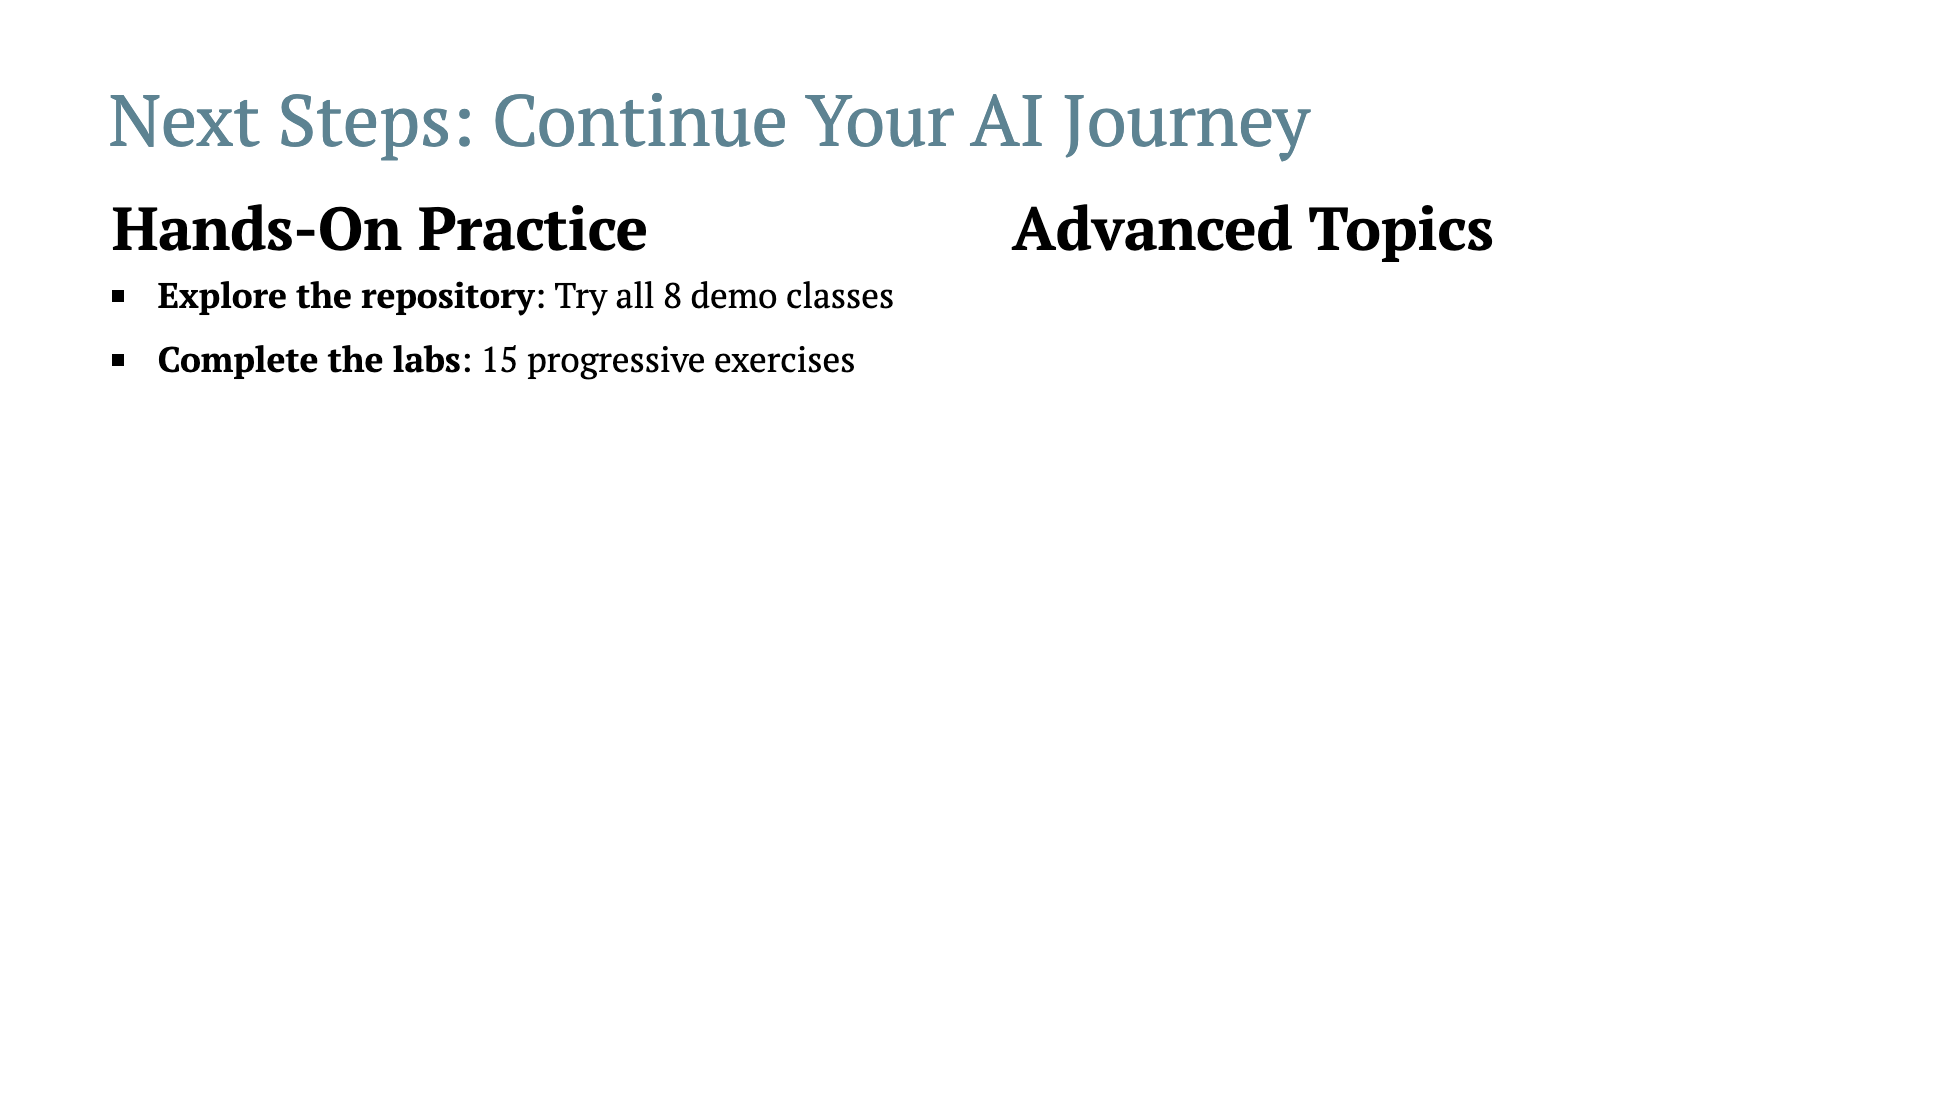 Next Steps: Continue Your AI Journey
Hands-On Practice
▪ Explore the repository: Try all 8 demo classes
▪ Complete the labs: 15 progressive exercises
Advanced Topics